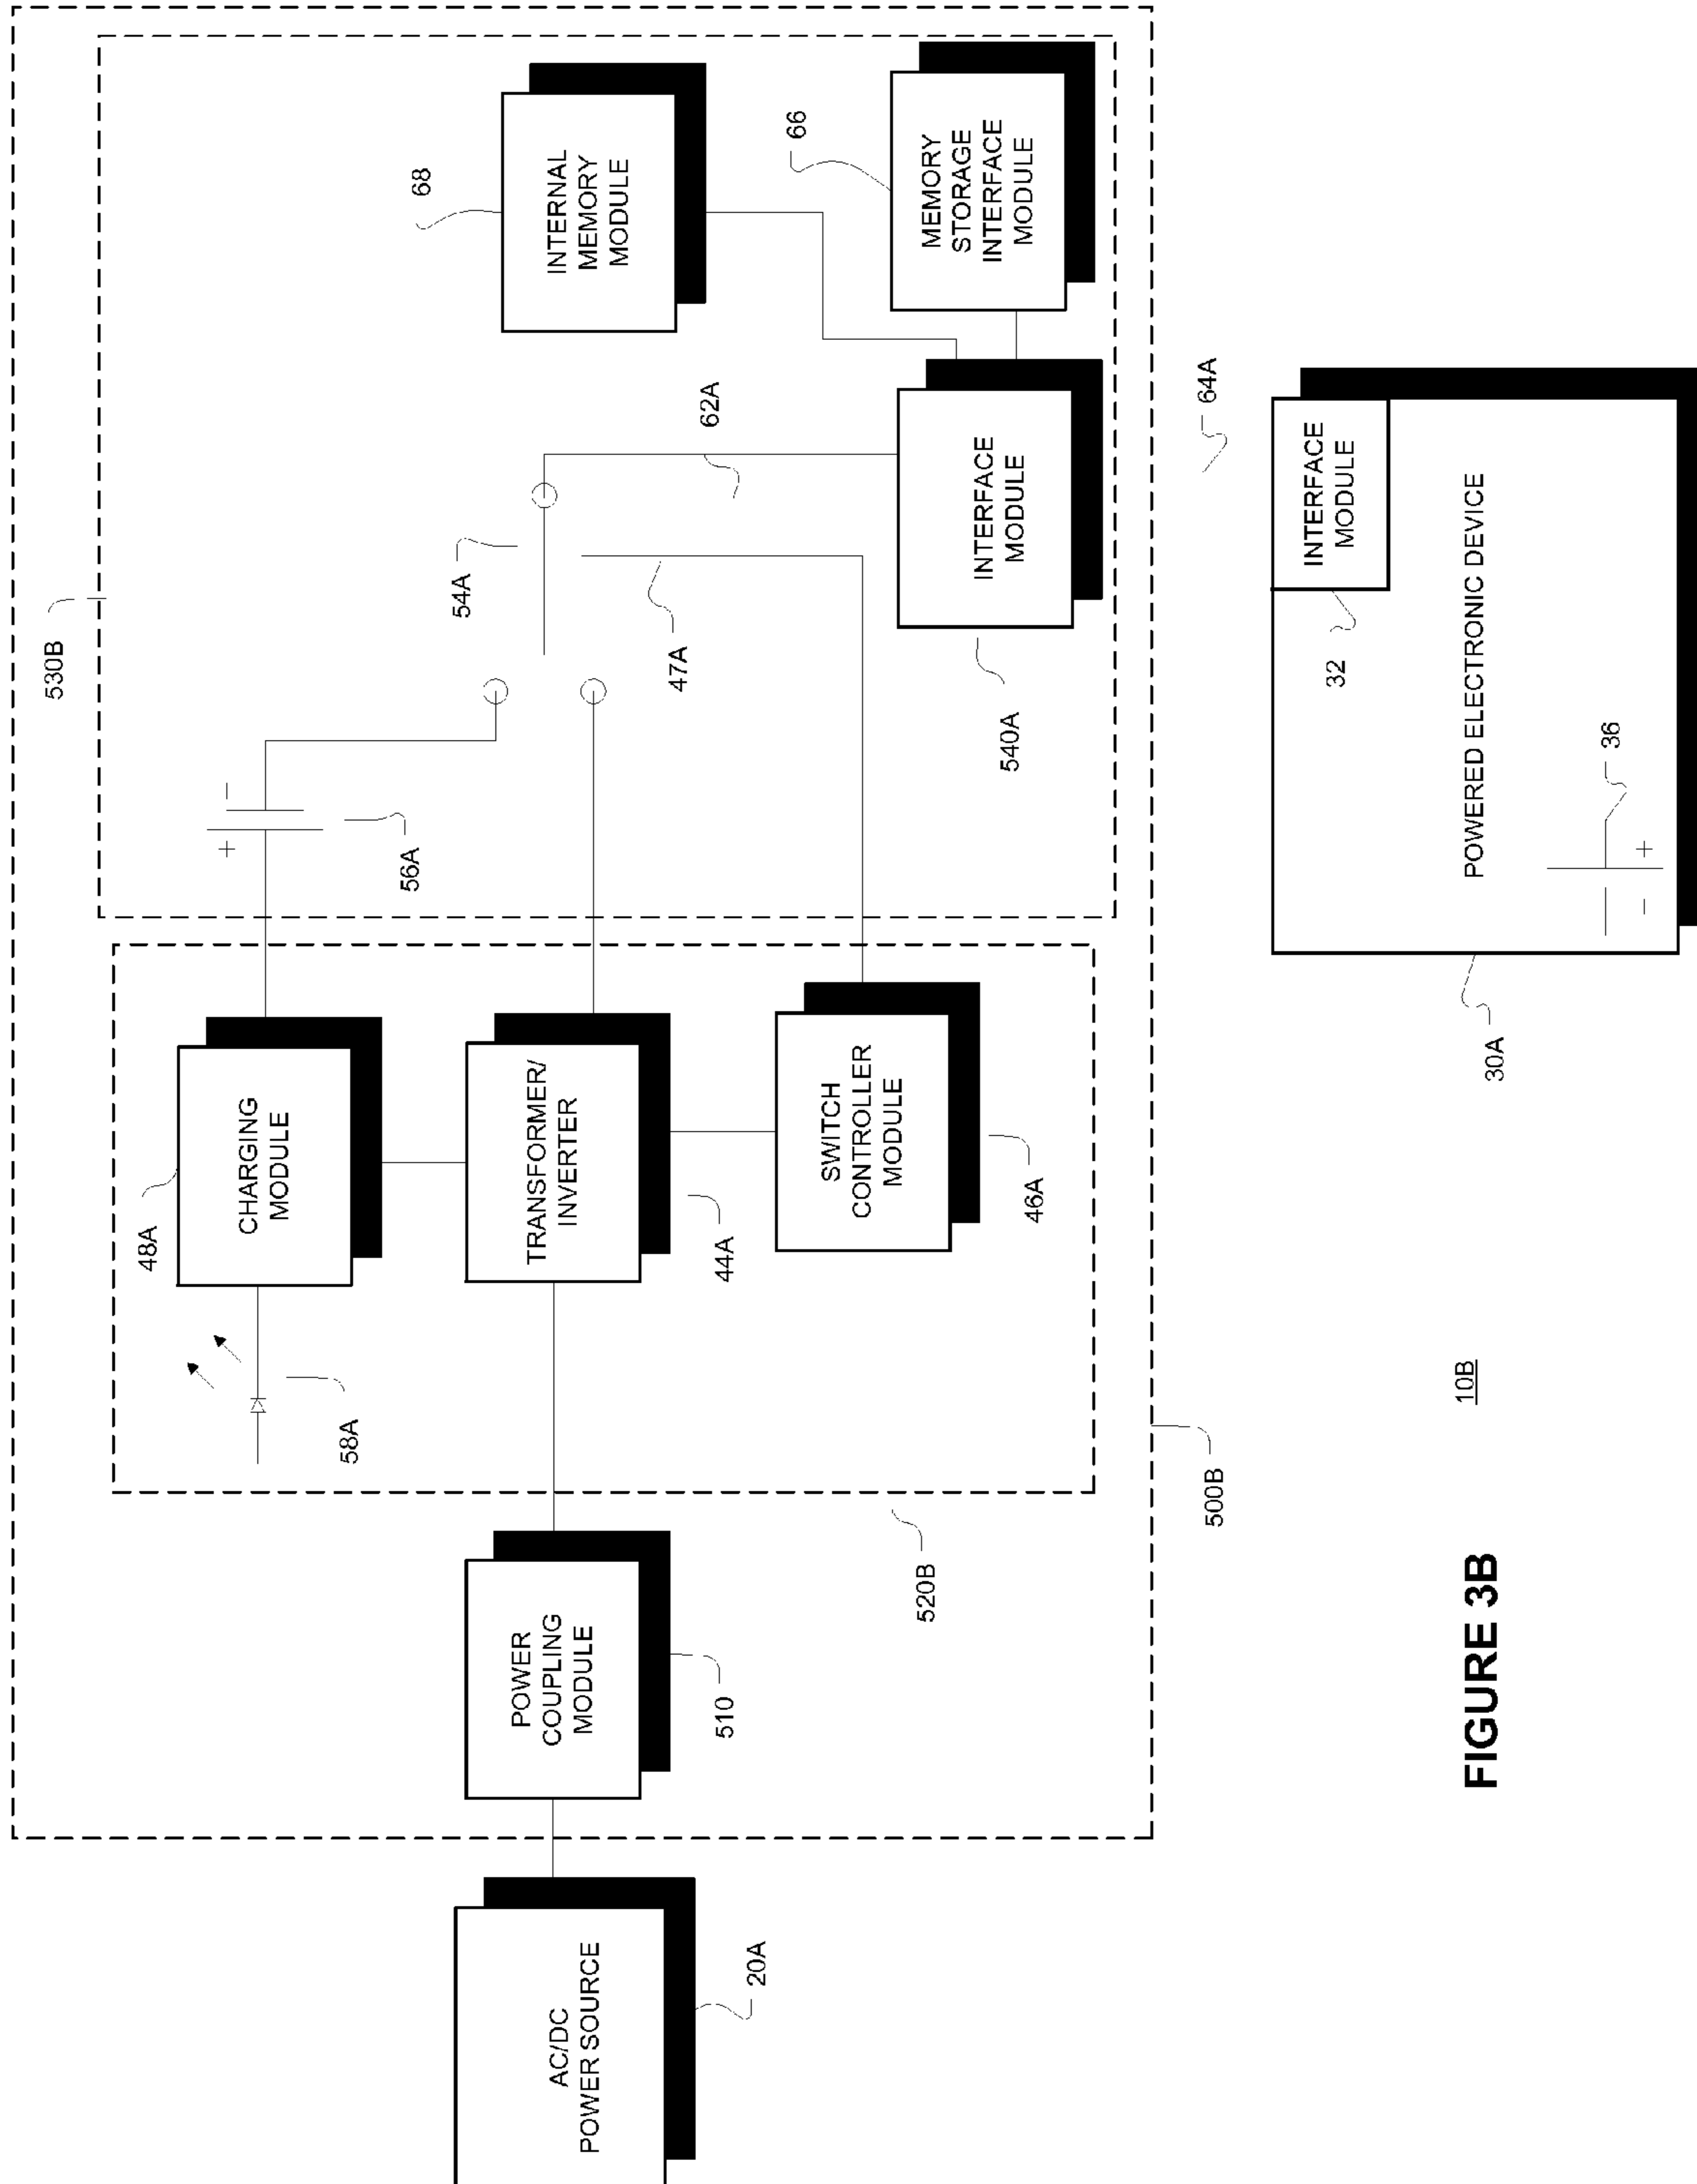 530B
68
INTERNAL
MEMORY
MODULE
66
MEMORY
STORAGE
INTERFACE
MODULE
62A
54A
47A
INTERFACE
MODULE
540A
-
+
56A
48A
CHARGING
MODULE
58A
TRANSFORMER/
INVERTER
44A
SWITCH
CONTROLLER
MODULE
46A
POWER
COUPLING
MODULE
510
520B
500B
AC/DC
POWER SOURCE
20A
64A
INTERFACE
MODULE
32
POWERED ELECTRONIC DEVICE
36
+
-
30A
10B
FIGURE 3B